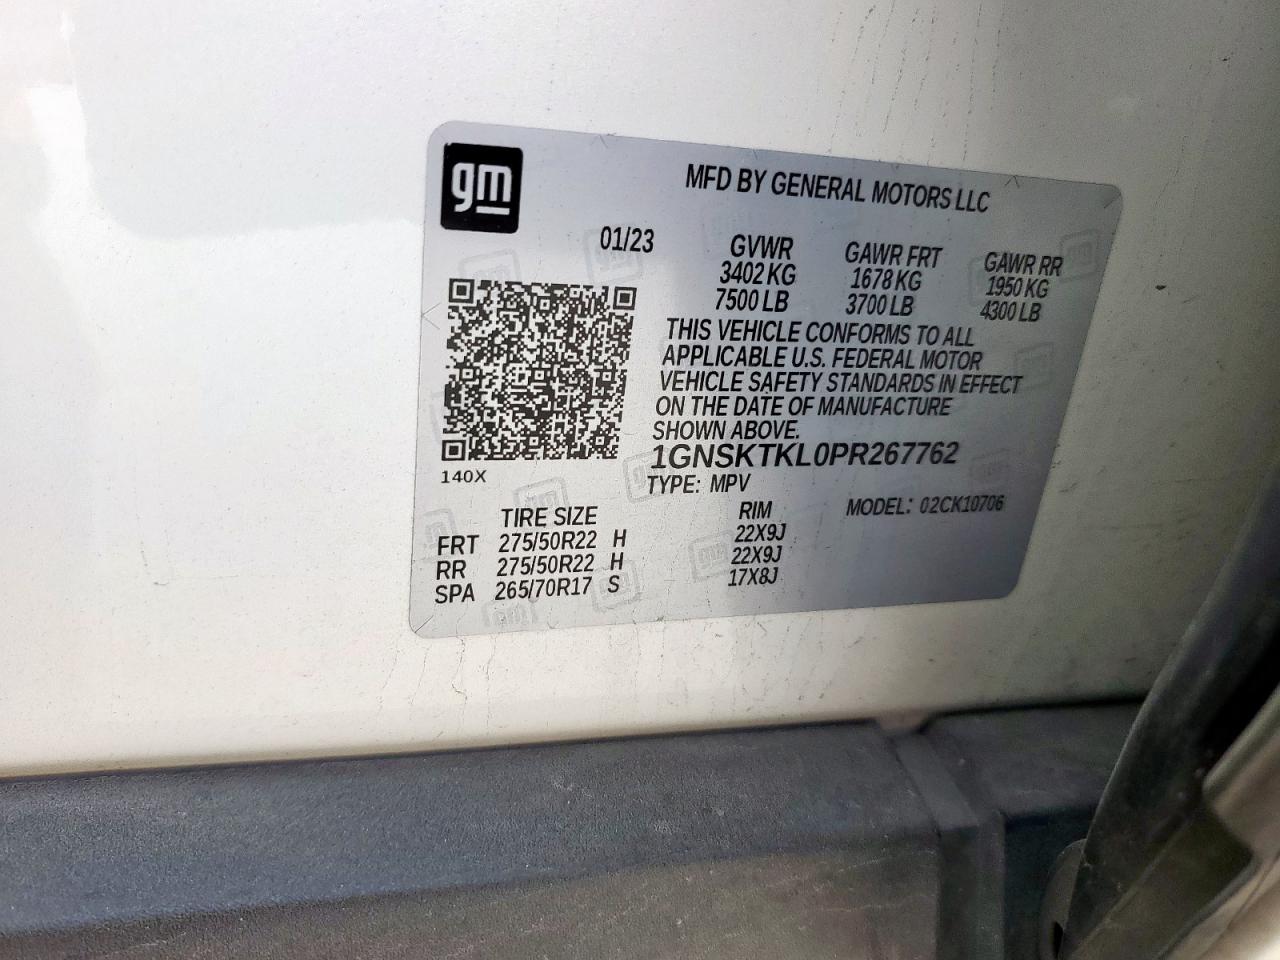 gm
MFD BY GENERAL MOTORS LLC
01/23
GVWR GAWR FRT GAWR RR
3402 KG 1678 KG 1950 KG
7500 LB 3700 LB 4300 LB
THIS VEHICLE CONFORMS TO ALL
APPLICABLE U.S. FEDERAL MOTOR
VEHICLE SAFETY STANDARDS IN EFFECT
ON THE DATE OF MANUFACTURE
SHOWN ABOVE.
1GNSKTKL0PR267762
140X
TYPE: MPV
MODEL: 02CK10706
TIRE SIZE RIM
FRT 275/50R22 H 22X9J
RR 275/50R22 H 22X9J
SPA 265/70R17 S 17X8J